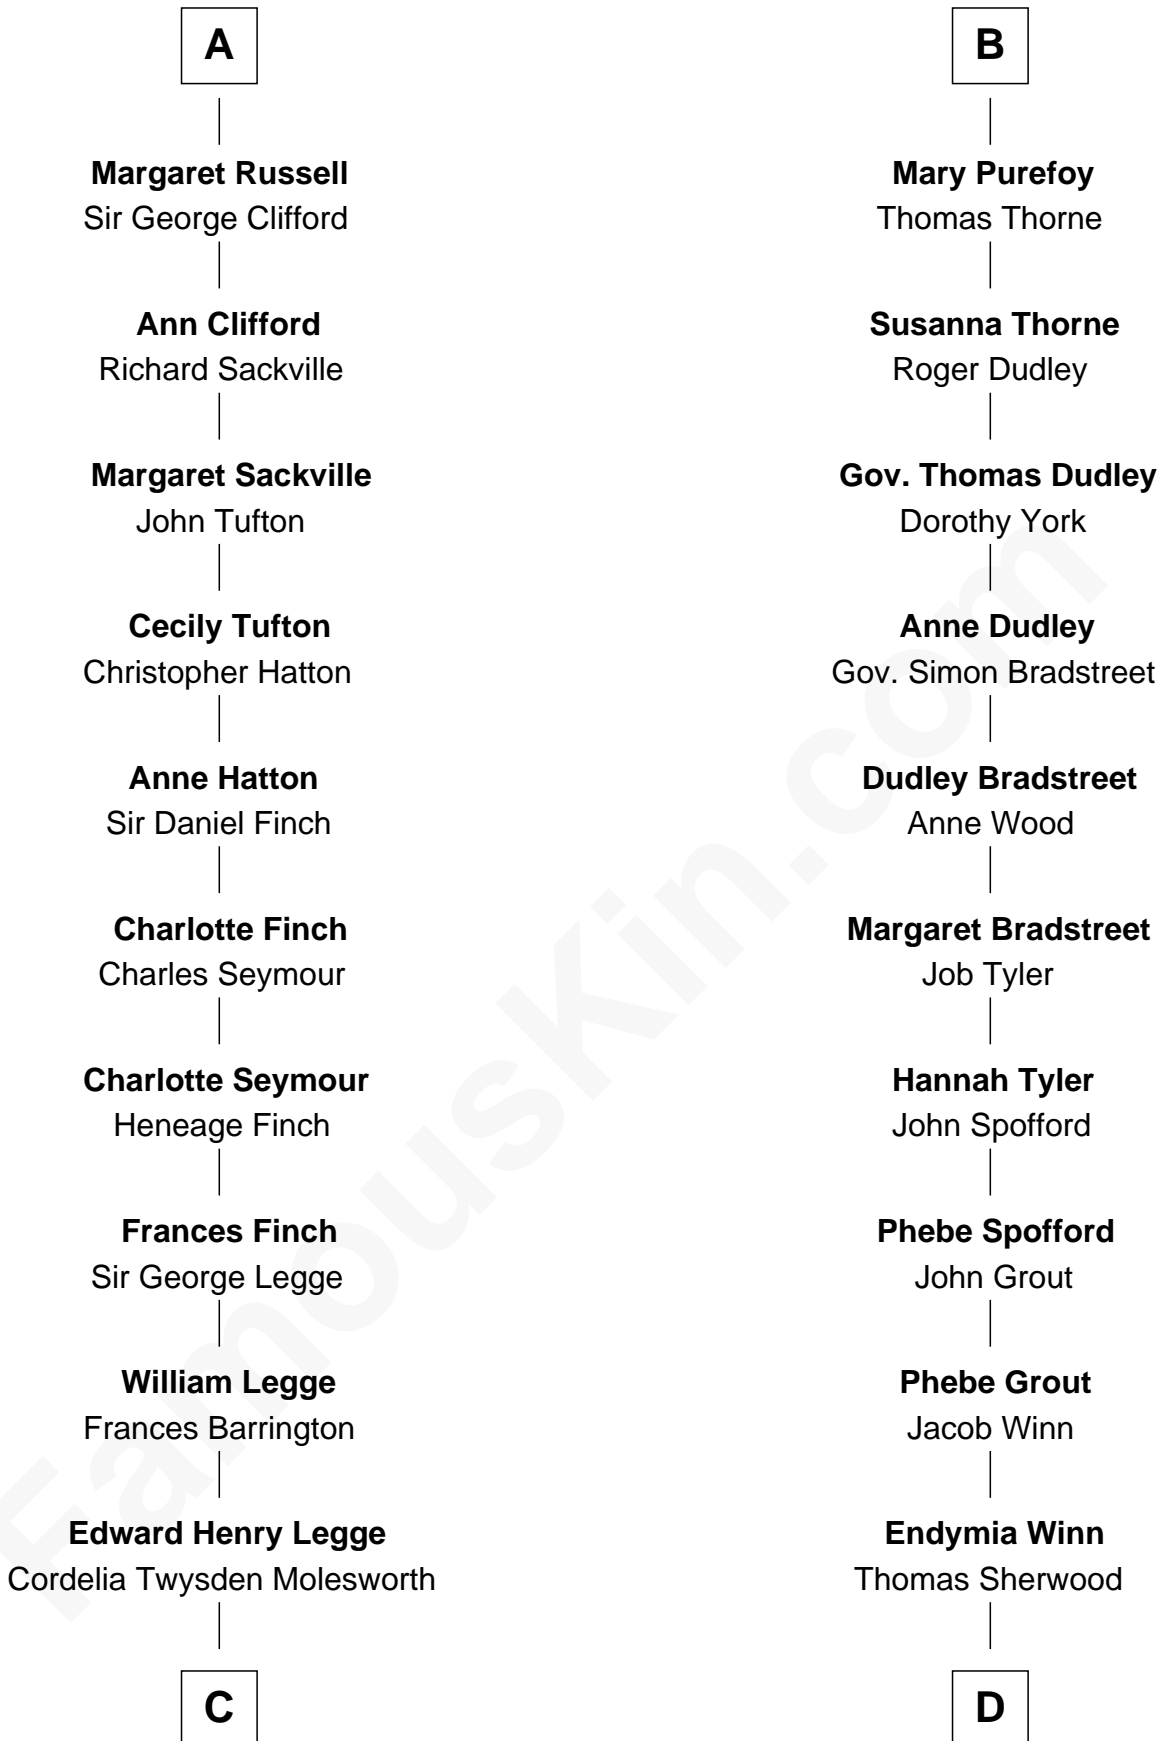 A
B
Margaret Russell
Sir George Clifford
Mary Purefoy
Thomas Thorne
Ann Clifford
Richard Sackville
Susanna Thorne
Roger Dudley
Margaret Sackville
John Tufton
Gov. Thomas Dudley
Dorothy York
Cecily Tufton
Christopher Hatton
Anne Dudley
Gov. Simon Bradstreet
Anne Hatton
Sir Daniel Finch
Dudley Bradstreet
Anne Wood
Charlotte Finch
Charles Seymour
Margaret Bradstreet
Job Tyler
Charlotte Seymour
Heneage Finch
Hannah Tyler
John Spofford
Frances Finch
Sir George Legge
Phebe Spofford
John Grout
William Legge
Frances Barrington
Phebe Grout
Jacob Winn
Edward Henry Legge
Cordelia Twysden Molesworth
Endymia Winn
Thomas Sherwood
C
D
FamousKin.com